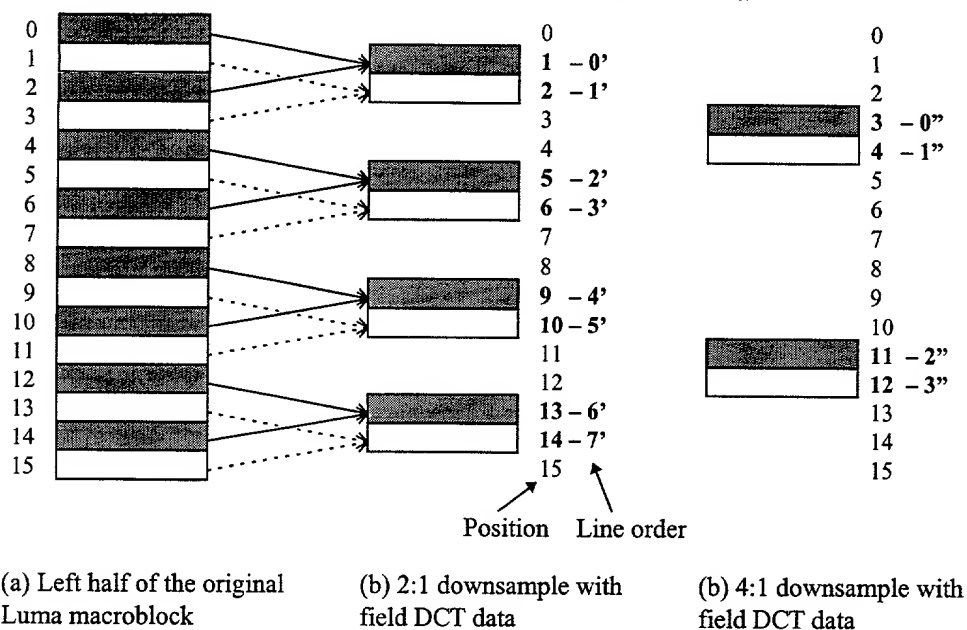 0
1
2
3
4
5
6
7
8
9
10
11
12
13
14
15
0
1 – 0’
2 – 1’
3
4
5 – 2’
6 – 3’
7
8
9 – 4’
10 – 5’
11
12
13 – 6’
14 – 7’
15
0
1
2
3 – 0”
4 – 1”
5
6
7
8
9
10
11 – 2”
12 – 3”
13
14
15
Position Line order
(a) Left half of the original
Luma macroblock
(b) 2:1 downsample with
field DCT data
(b) 4:1 downsample with
field DCT data